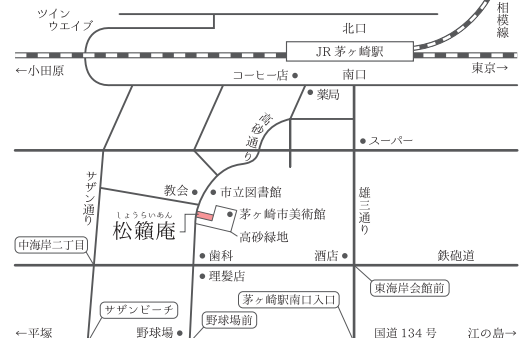 ツイン
ウエイブ
相模線
北口
JR 茅ヶ崎駅
←小田原
東京→
コーヒー店
南口
薬局
高砂通り
スーパー
サザン通り
教会
市立図書館
雄三通り
しょうらいあん
松籟庵
茅ヶ崎市美術館
高砂緑地
中海岸二丁目
歯科
酒店
鉄砲道
理髪店
東海岸会館前
茅ヶ崎駅南口入口
サザンビーチ
野球場前
←平塚
野球場
国道 134 号
江の島→